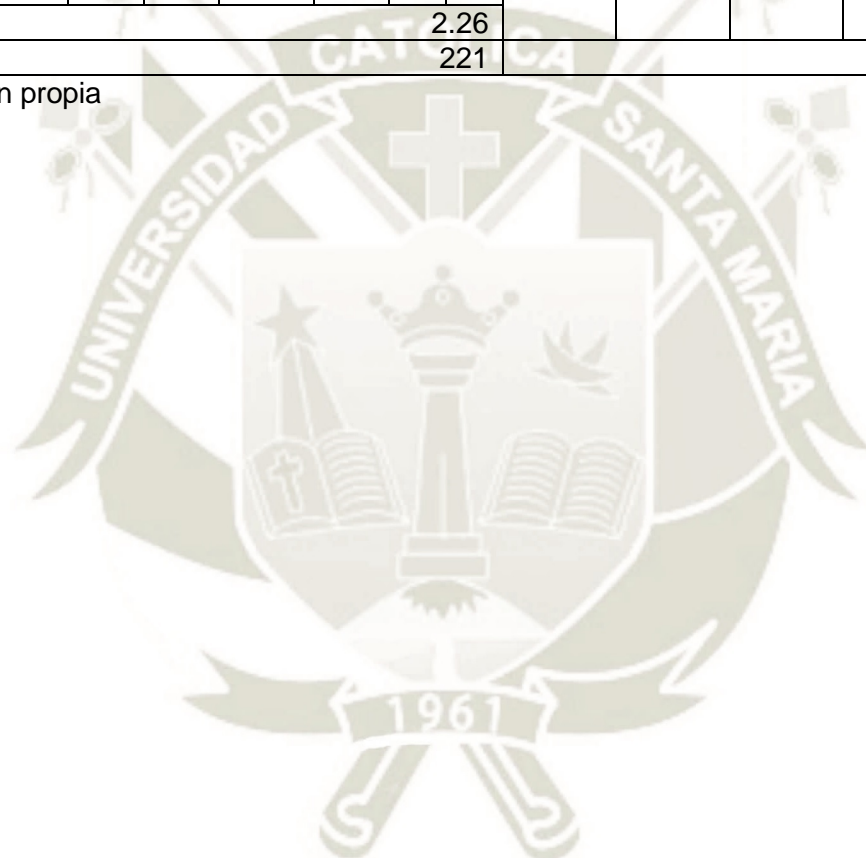 2.26
221
n propia
CATOLICA
UNIVERSIDAD
SANTA MARIA
1961